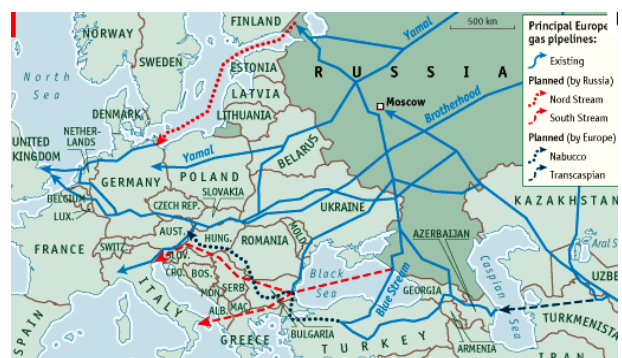 NORWAY
FINLAND
500 km
Principal Europe
gas pipelines:
Existing
Planned (by Russia)
Nord Stream
South Stream
Planned (by Europe)
Nabucco
Transcaspian
North
Sea
SWEDEN
ESTONIA
LATVIA
LITHUANIA
RUSSIA
Yamal
Moscow
Brotherhood
DENMARK
NETHER-
LANDS
UNITED
KINGDOM
Yamal
BELARUS
GERMANY
POLAND
BELGIUM
LUX.
CZECH REP.
SLOVAKIA
UKRAINE
KAZAKHSTAN
FRANCE
SWITZ.
AUST.
HUNG.
ROMANIA
MOLD.
SLOV.
CRO.
BOS.
SERB.
MON.
ALB.
MAC.
ITALY
SPAIN
Black
Sea
Blue Stream
AZERBAIJAN
GEORGIA
Caspian
Sea
Aral S
UZBE
TURKMENISTAN
BULGARIA
GREECE
TURKEY
ARMENIA
IRAN